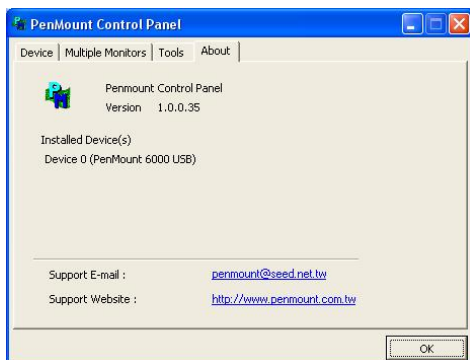 PenMount Control Panel
Device Multiple Monitors Tools About
PM
Penmount Control Panel
Version 1.0.0.35
Installed Device(s)
Device 0 (PenMount 6000 USB)
Support E-mail : penmount@seed.net.tw
Support Website : http://www.penmount.com.tw
OK